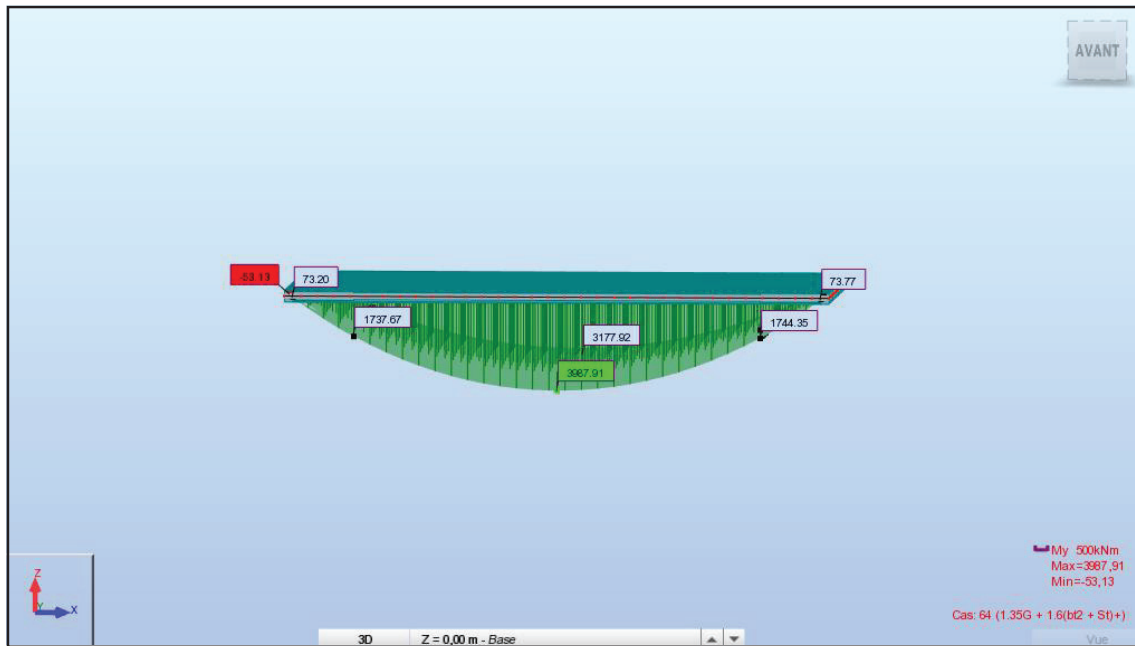 AVANT
-53.13
73.20
73.77
1737.67
1744.35
3177.92
3987.91
My 500kNm
Max=3987,91
Min=-53,13
Cas: 64 (1.35G + 1.6(bt2 + St)+)
Z
Y
X
3D Z = 0,00 m - Base
Vue